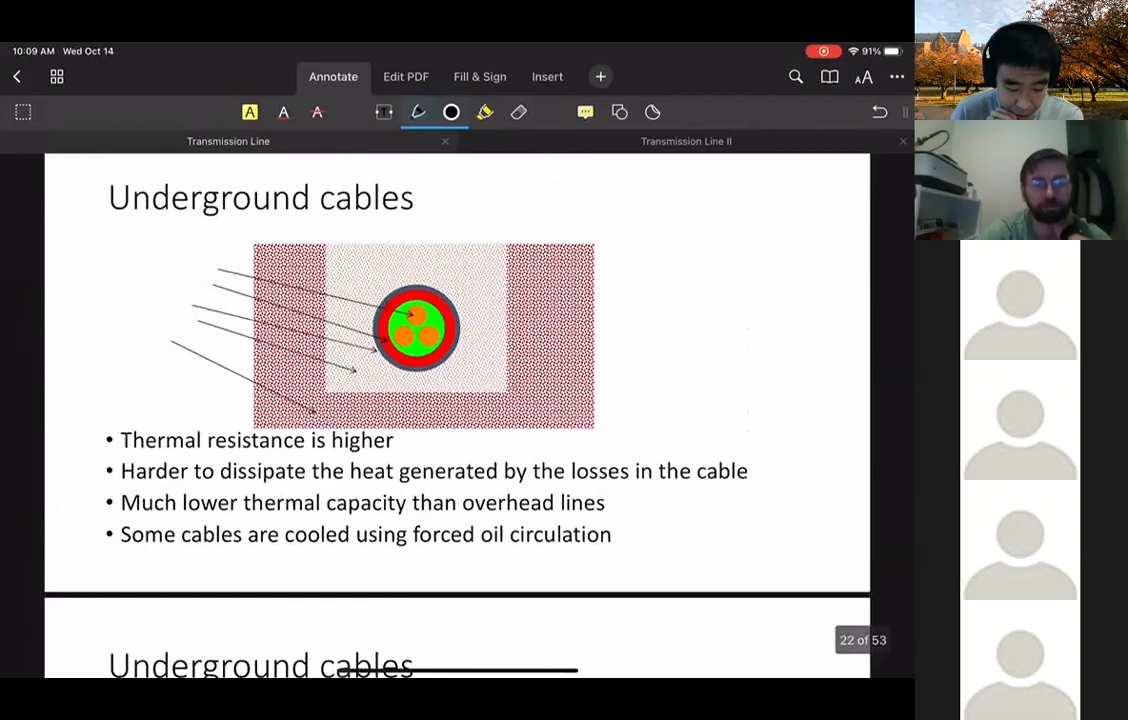 10:09 AM Wed Oct 14
91%
Annotate Edit PDF Fill & Sign Insert
AA
A A A T
Transmission Line Transmission Line II
Underground cables
• Thermal resistance is higher
• Harder to dissipate the heat generated by the losses in the cable
• Much lower thermal capacity than overhead lines
• Some cables are cooled using forced oil circulation
22 of 53
Underground cables